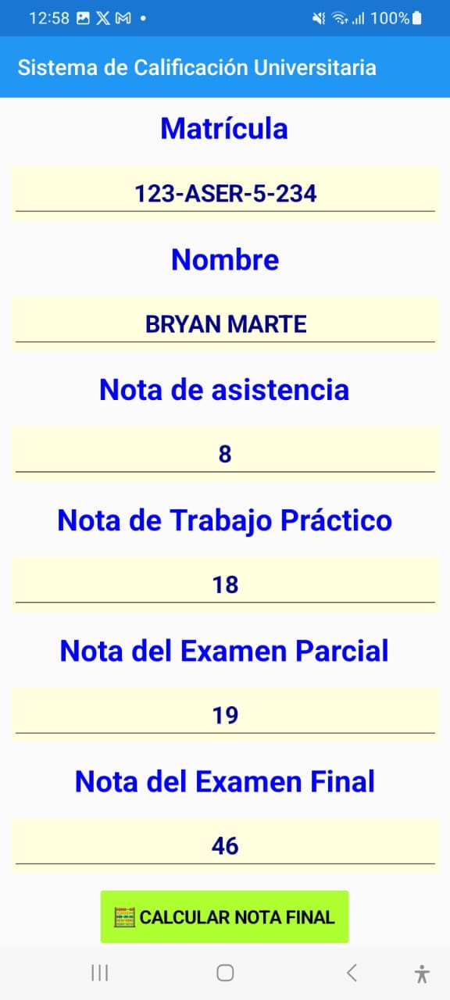 12:58
100%
Sistema de Calificación Universitaria
Matrícula
123-ASER-5-234
Nombre
BRYAN MARTE
Nota de asistencia
8
Nota de Trabajo Práctico
18
Nota del Examen Parcial
19
Nota del Examen Final
46
CALCULAR NOTA FINAL